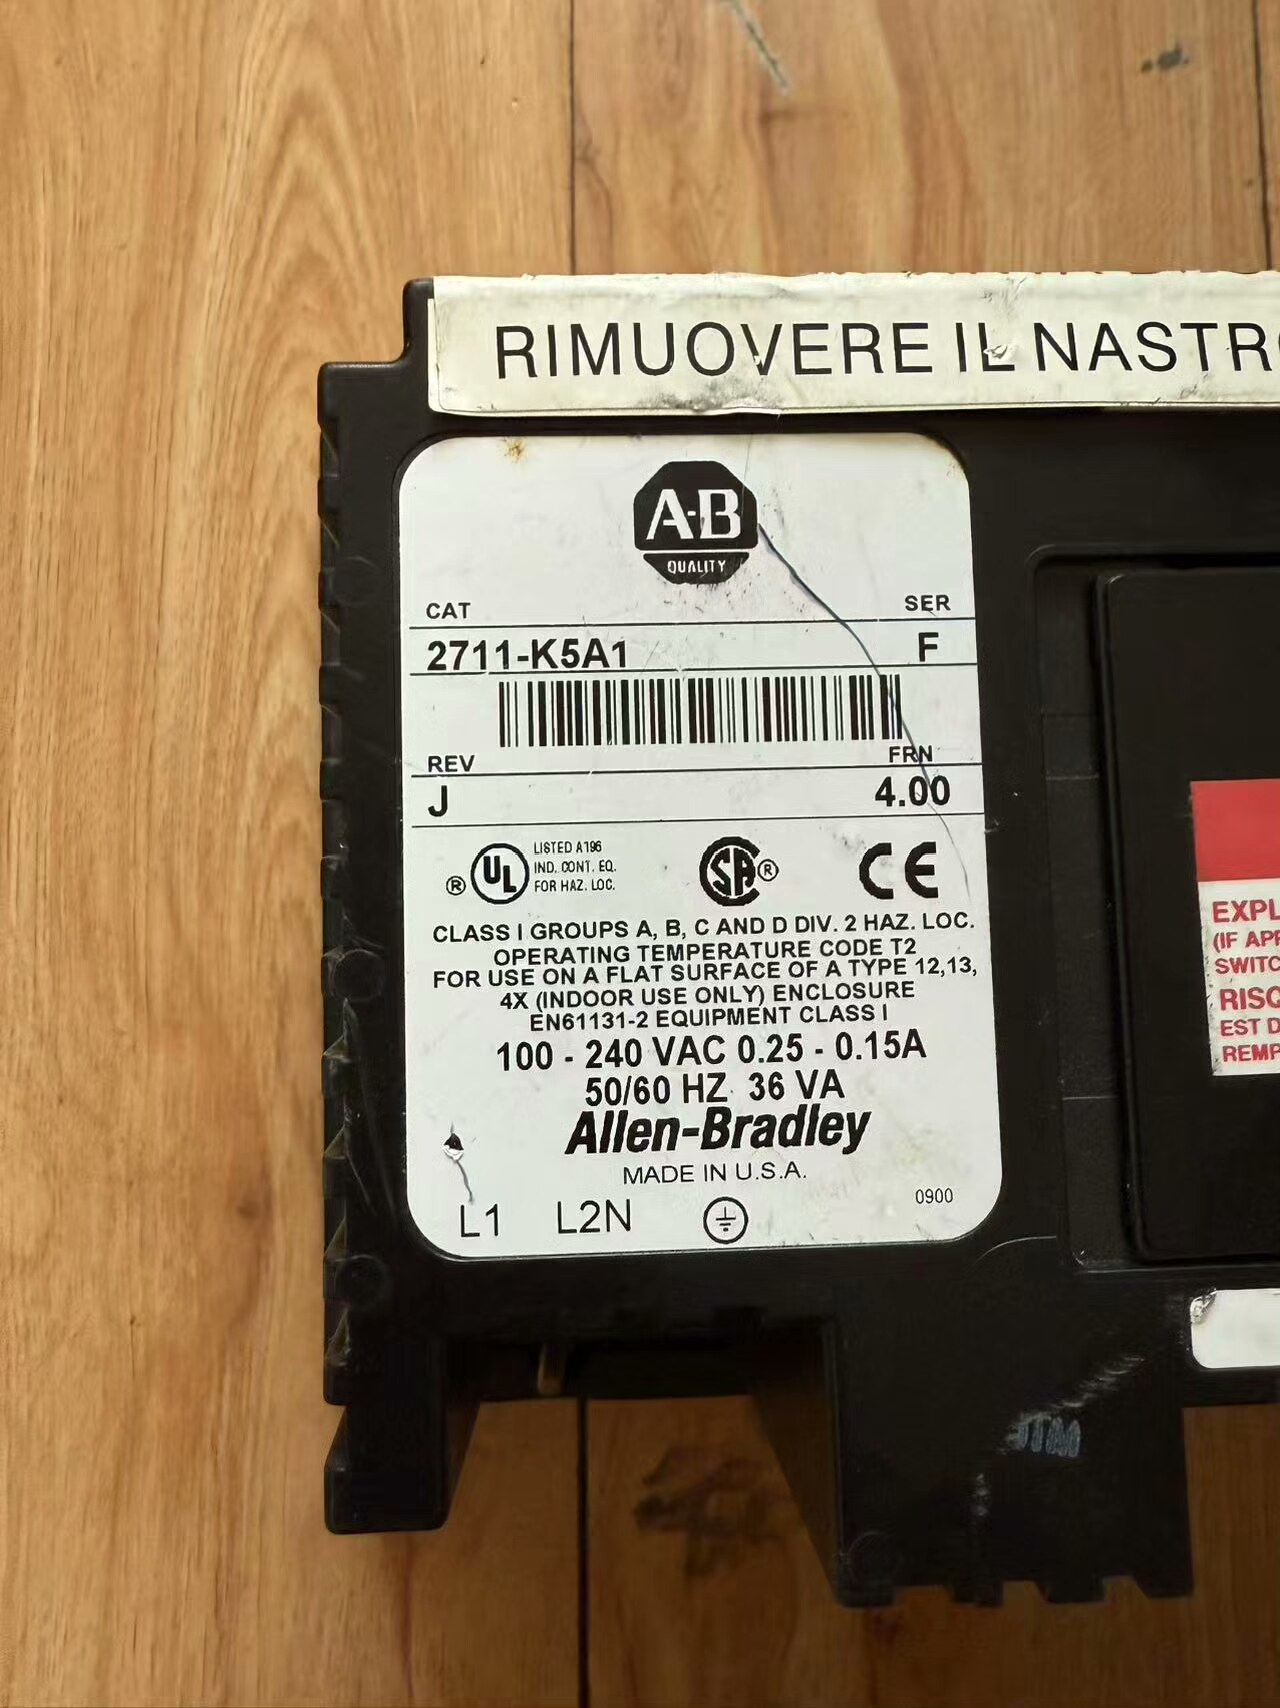 RIMUOVERE IL NASTR
A-B
QUALITY
CAT SER
2711-K5A1 F
REV FRN
J 4.00
LISTED A196
IND. CONT. EQ.
FOR HAZ. LOC.
® UL SA ® CE
CLASS I GROUPS A, B, C AND D DIV. 2 HAZ. LOC.
OPERATING TEMPERATURE CODE T2
FOR USE ON A FLAT SURFACE OF A TYPE 12,13,
4X (INDOOR USE ONLY) ENCLOSURE
EN61131-2 EQUIPMENT CLASS I
100 - 240 VAC 0.25 - 0.15A
50/60 HZ 36 VA
Allen-Bradley
MADE IN U.S.A.
0900
L1 L2N
EXPL
(IF APP
SWITC
RISQ
EST D
REMP